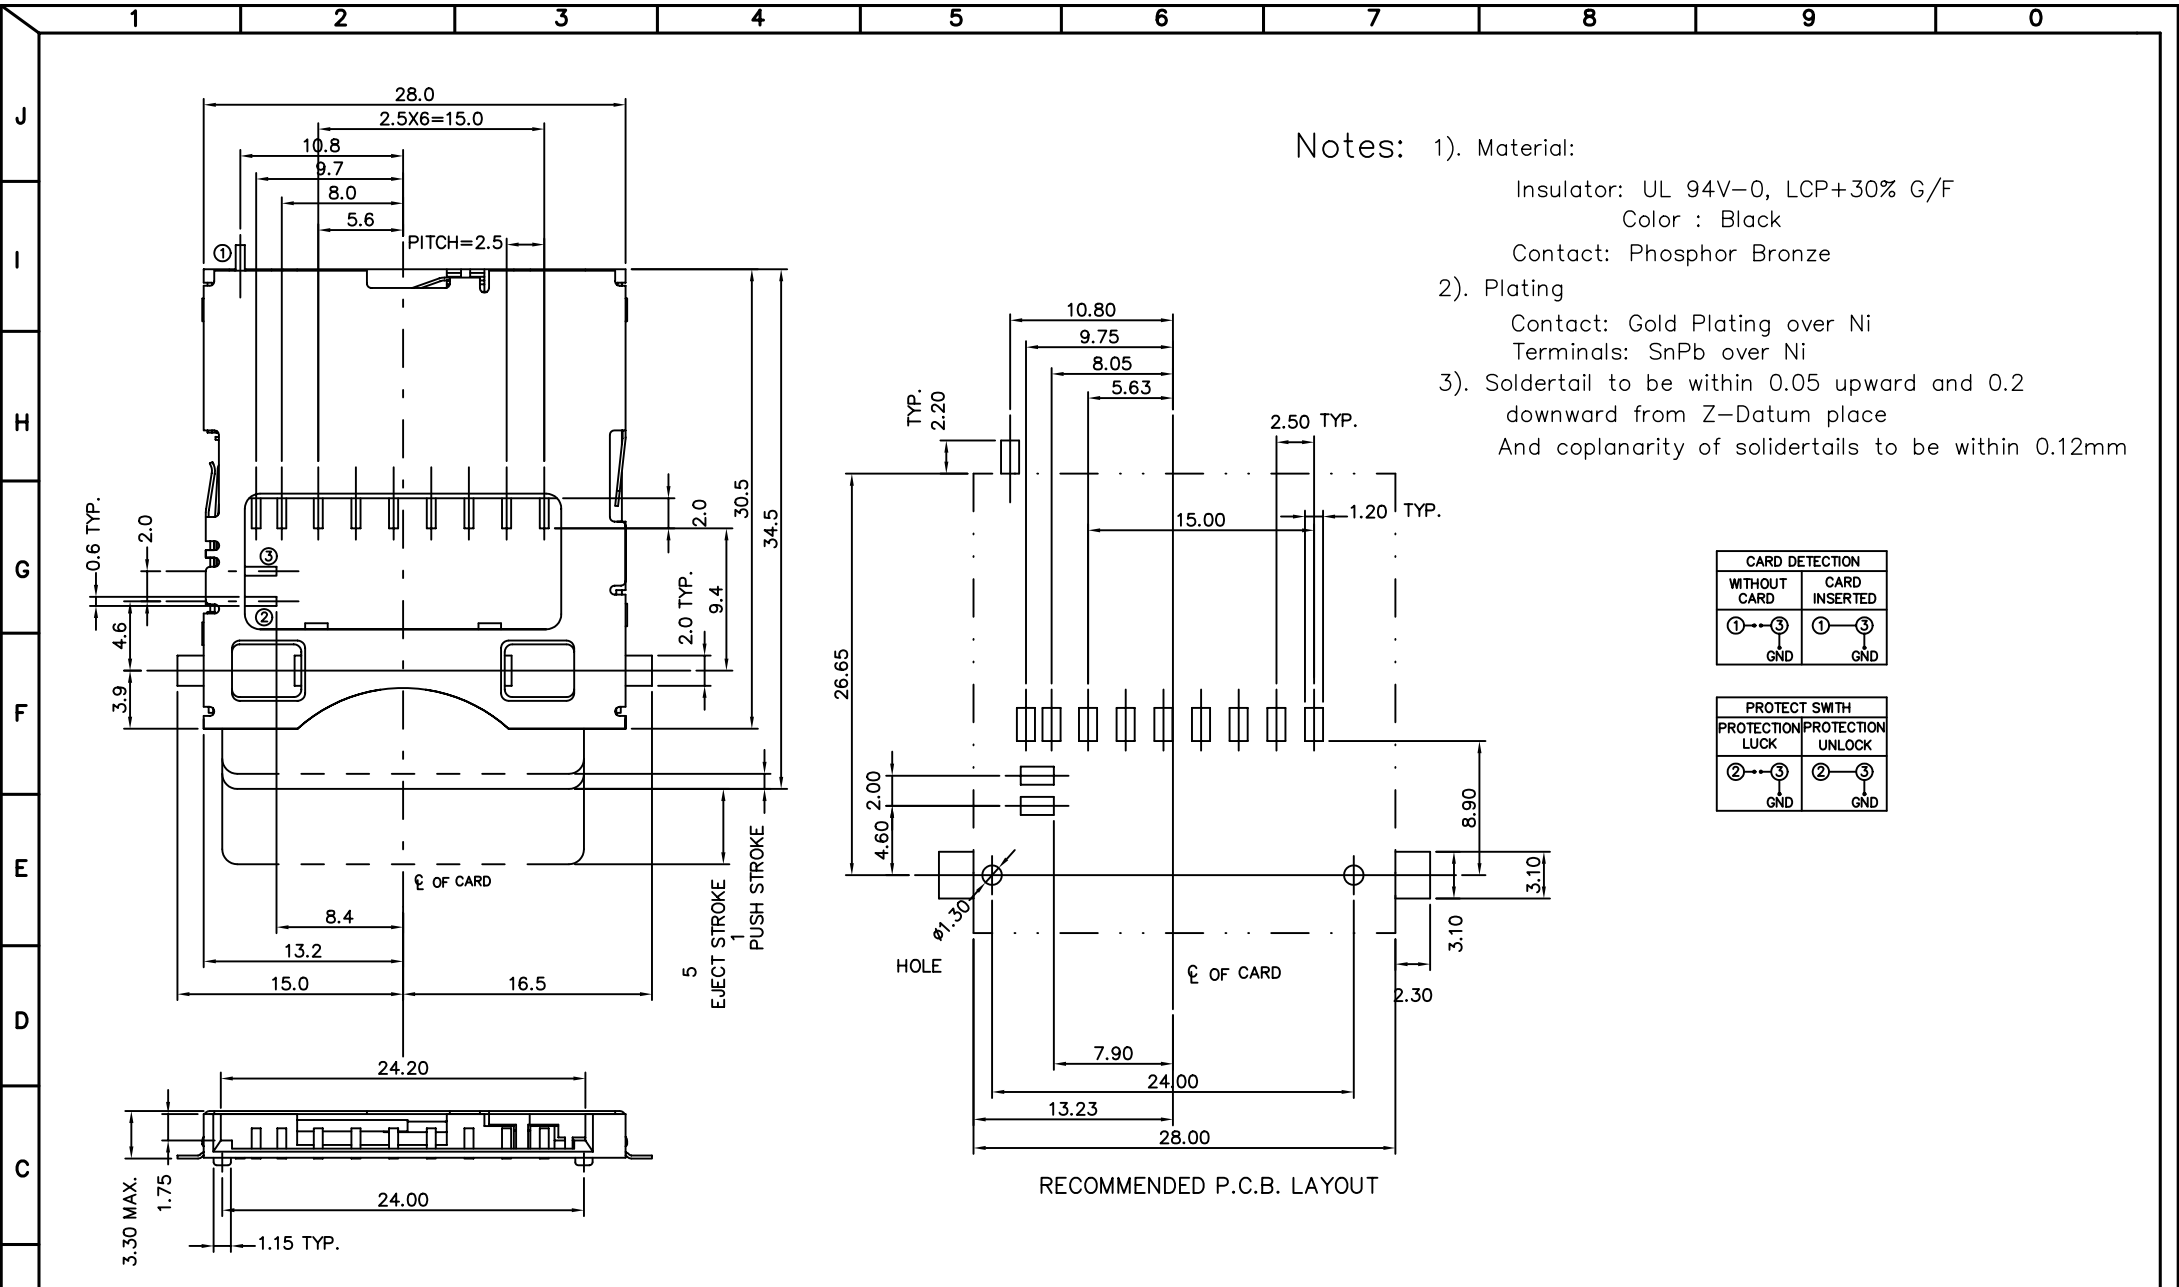 1 2 3 4 5 6 7 8 9 0
J
I
H
G
F
E
D
C
28.0
2.5X6=15.0
10.8
9.7
8.0
5.6
PITCH=2.5
①
③
②
0.6 TYP.
2.0
4.6
3.9
2.0
30.5
34.5
9.4
2.0 TYP.
℄ OF CARD
8.4
13.2
15.0
16.5
5
EJECT STROKE
1
PUSH STROKE
24.20
3.30 MAX.
1.75
24.00
1.15 TYP.
10.80
9.75
8.05
5.63
TYP.
2.20
2.50 TYP.
15.00
1.20 TYP.
26.65
2.00
4.60
8.90
3.10
3.10
ø1.30
HOLE
℄ OF CARD
2.30
7.90
24.00
13.23
28.00
RECOMMENDED P.C.B. LAYOUT
Notes: 1). Material:
Insulator: UL 94V-0, LCP+30% G/F
Color : Black
Contact: Phosphor Bronze
2). Plating
Contact: Gold Plating over Ni
Terminals: SnPb over Ni
3). Soldertail to be within 0.05 upward and 0.2
downward from Z-Datum place
And coplanarity of solidertails to be within 0.12mm
CARD DETECTION
WITHOUT CARD
CARD INSERTED
① ③ ① ③
GND GND
PROTECT SWITH
PROTECTION LUCK
PROTECTION UNLOCK
② ③ ② ③
GND GND